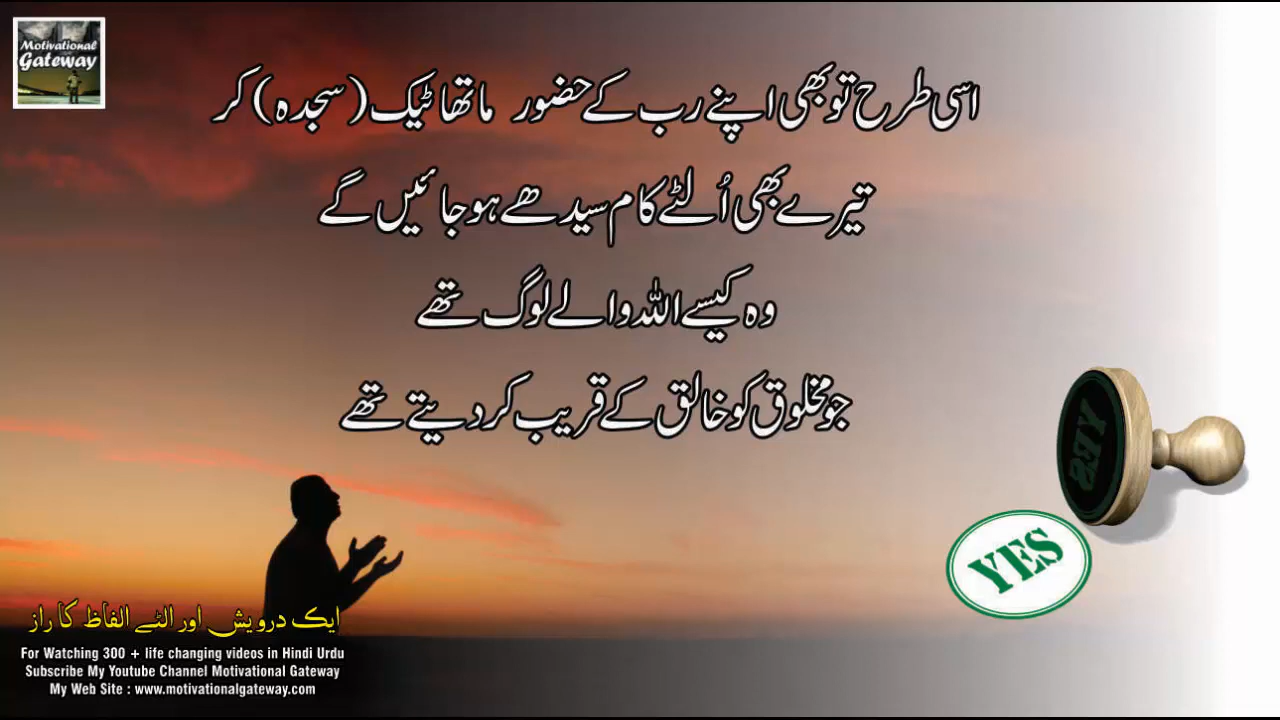 Motivational
Gateway
اسی طرح تو بھی اپنے رب کے حضور ماتھا ٹیک (سجدہ) کر
تیرے بھی اُلٹے کام سیدھے ہو جائیں گے
وہ کیسے اللہ والے لوگ تھے
جو مخلوق کو خالق کے قریب کر دیتے تھے
YES
YES
ایک درویش اور الٹے الفاظ کا راز
For Watching 300 + life changing videos in Hindi Urdu
Subscribe My Youtube Channel Motivational Gateway
My Web Site : www.motivationalgateway.com